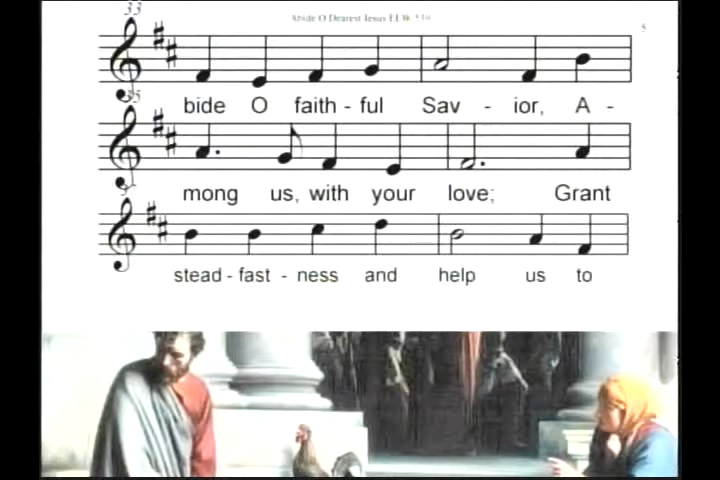 33
Abide O Dearest Jesus ELW 539
5
bide O faith - ful Sav - ior, A -
35
mong us, with your love; Grant
stead - fast - ness and help us to